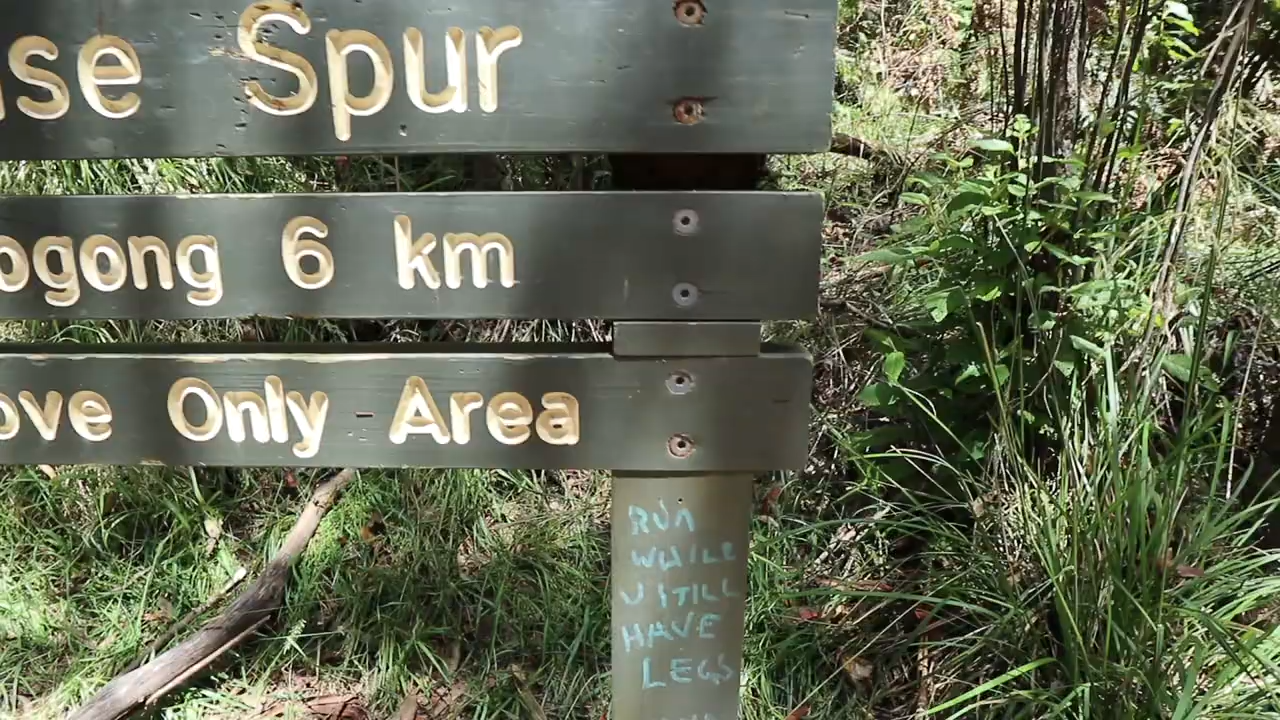 se Spur
ogong 6 km
ove Only Area
RUN
WHILE
U STILL
HAVE
LEGS